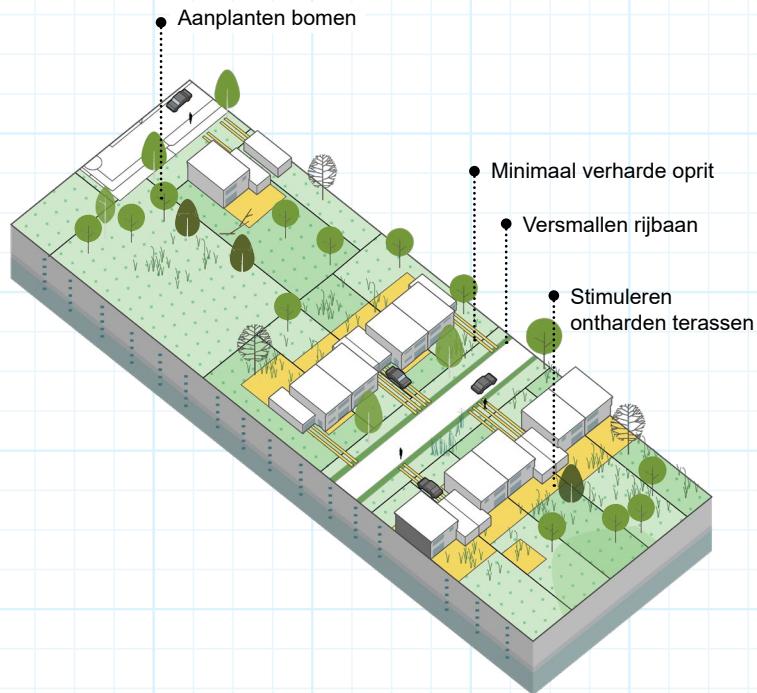 Aanplanten bomen
Minimaal verharde oprit
Versmallen rijbaan
Stimuleren
ontharden terassen